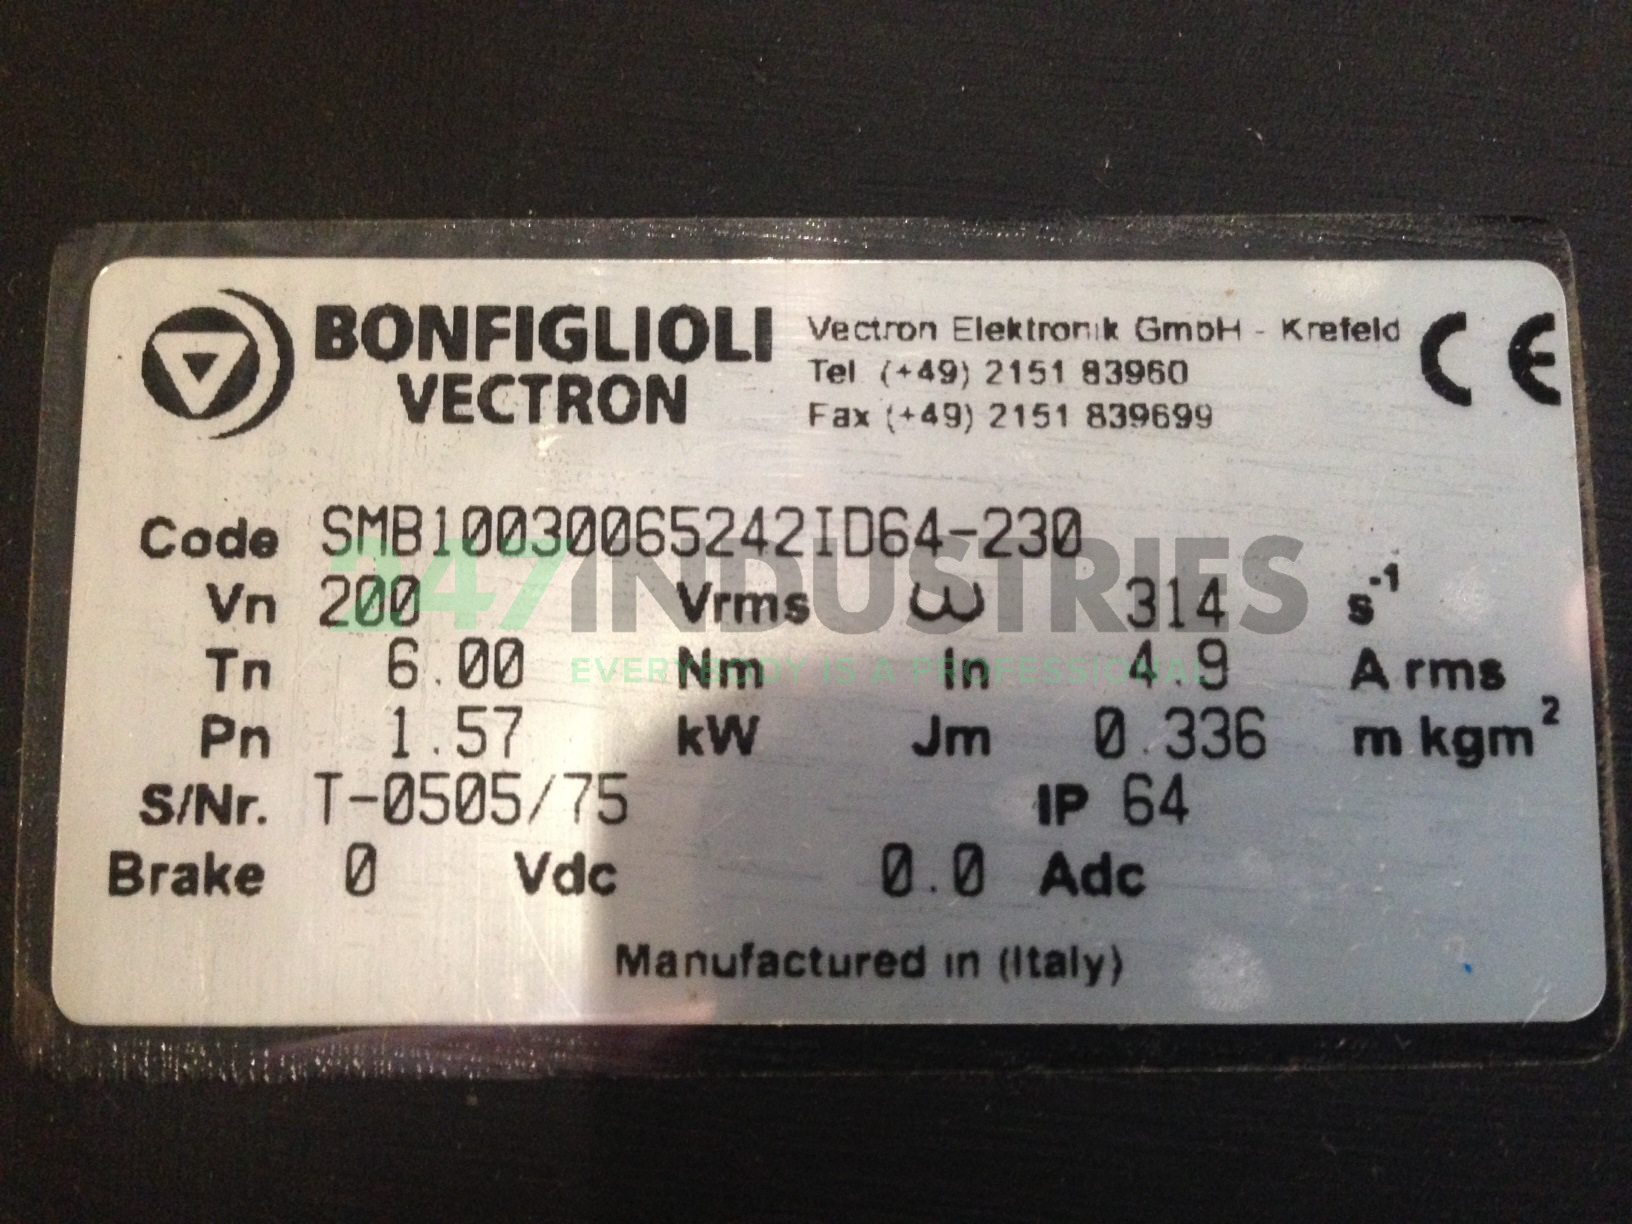 BONFIGLIOLI
VECTRON
Vectron Elektronik GmbH - Krefeld
Tel (+49) 2151 83960
Fax (+49) 2151 839699
CE
Code SMB10030065242ID64-230
Vn 200 Vrms ω 314 s⁻¹
Tn 6.00 Nm In 4.9 A rms
Pn 1.57 kW Jm 0.336 m kgm²
S/Nr. T-0505/75 IP 64
Brake 0 Vdc 0.0 Adc
Manufactured in (Italy)
247INDUSTRIES
EVERYBODY IS A PROFESSIONAL